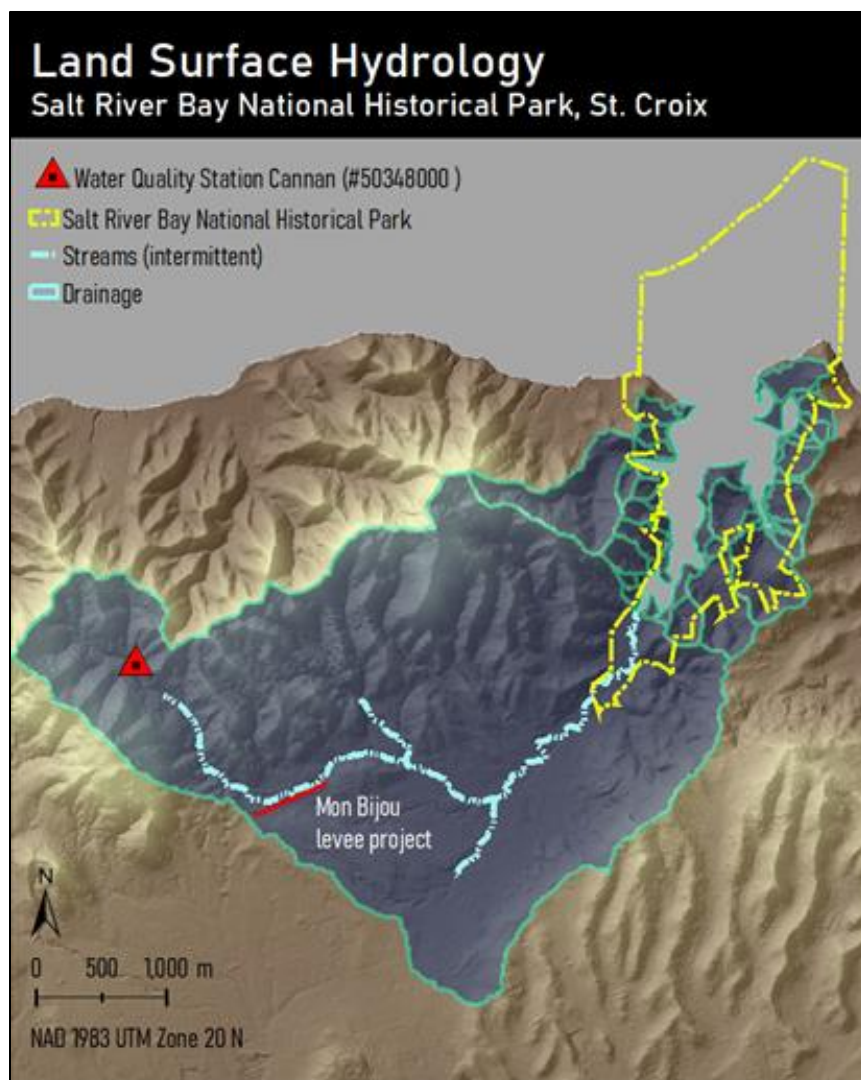 Land Surface Hydrology
Salt River Bay National Historical Park, St. Croix
Water Quality Station Cannan (#50348000 )
Salt River Bay National Historical Park
Streams (intermittent)
Drainage
Mon Bijou
levee project
N
0 500 1,000 m
NAD 1983 UTM Zone 20 N